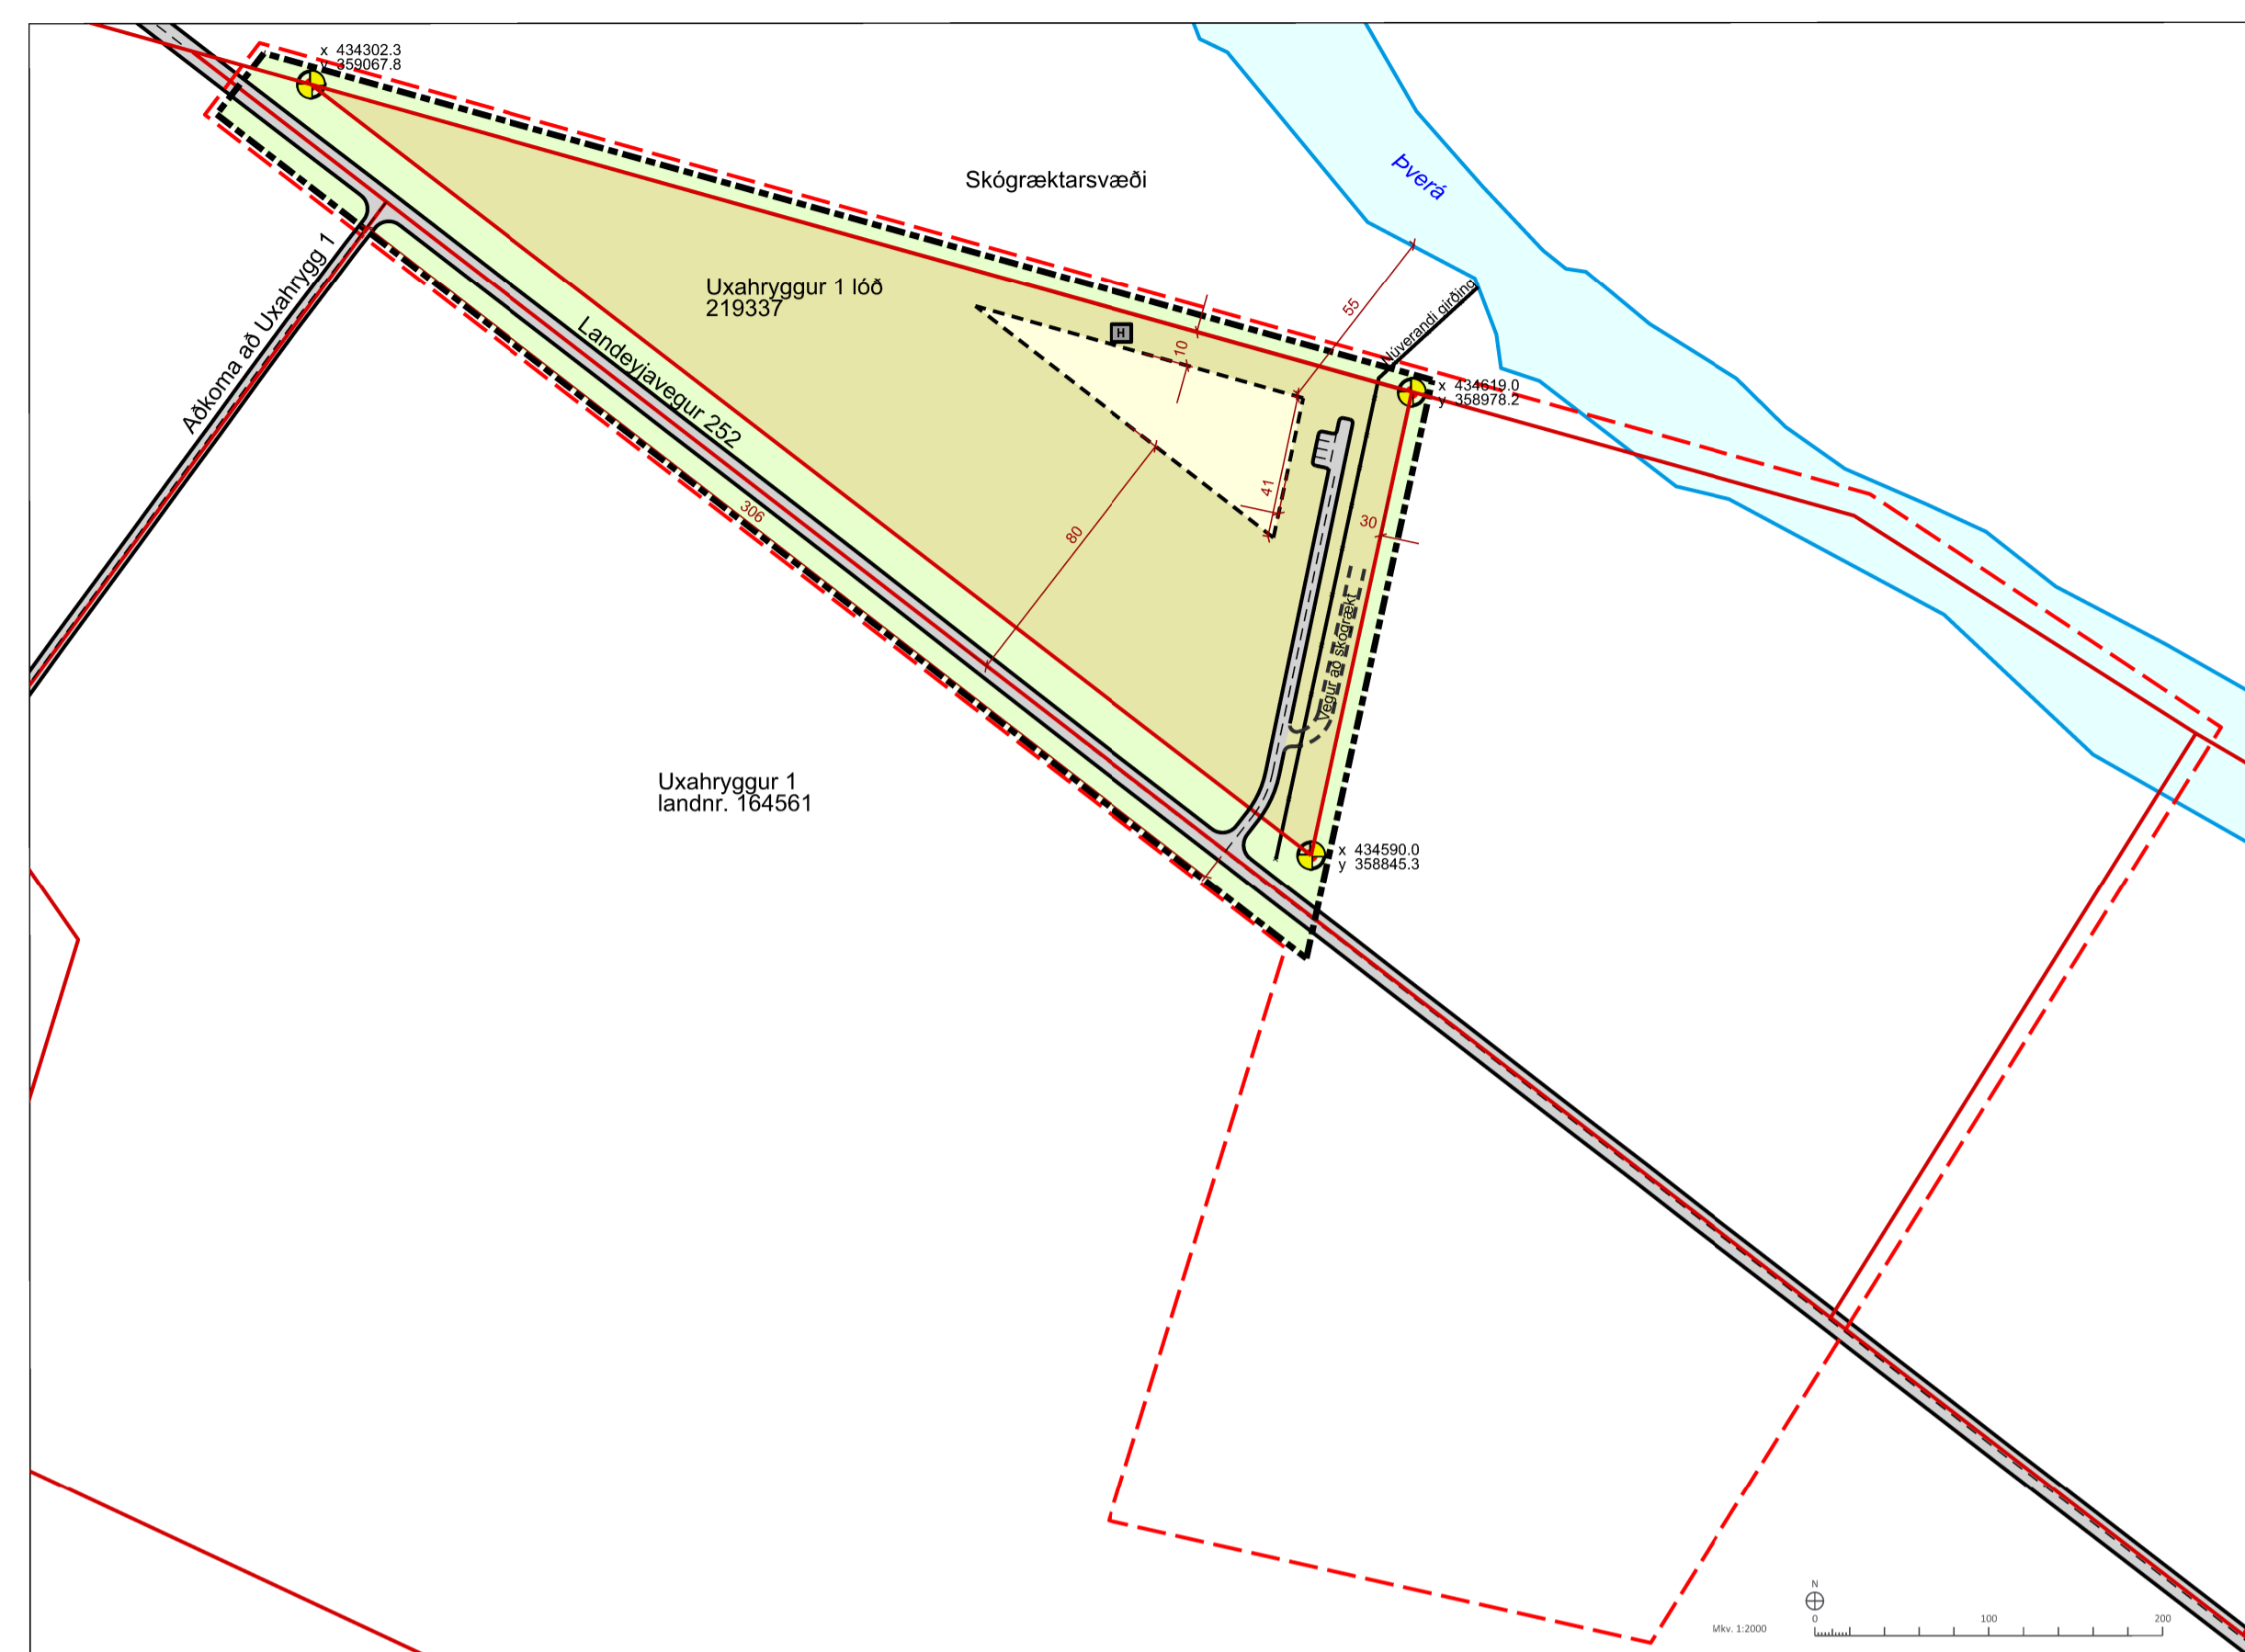 x 434302.3
y 359067.8
Skógræktarsvæði
Þverá
Aðkoma að Uxahrygg 1
Uxahryggur 1 lóð
219337
H
10
55
Núverandi girðing
Landeyjavegur 252
x 434619.0
y 358978.2
306
80
41
30
Vegur að skógrækt
Uxahryggur 1
landnr. 164561
x 434590.0
y 358845.3
N
0 100 200
Mkv. 1:2000